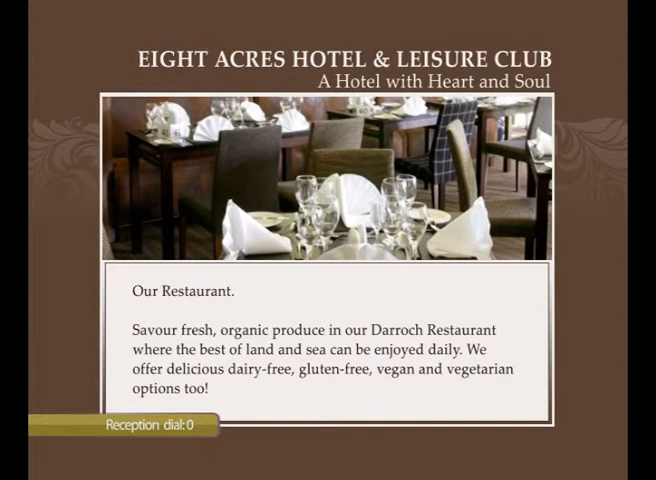 EIGHT ACRES HOTEL & LEISURE CLUB
A Hotel with Heart and Soul
Our Restaurant.
Savour fresh, organic produce in our Darroch Restaurant
where the best of land and sea can be enjoyed daily. We
offer delicious dairy-free, gluten-free, vegan and vegetarian
options too!
Reception dial:0